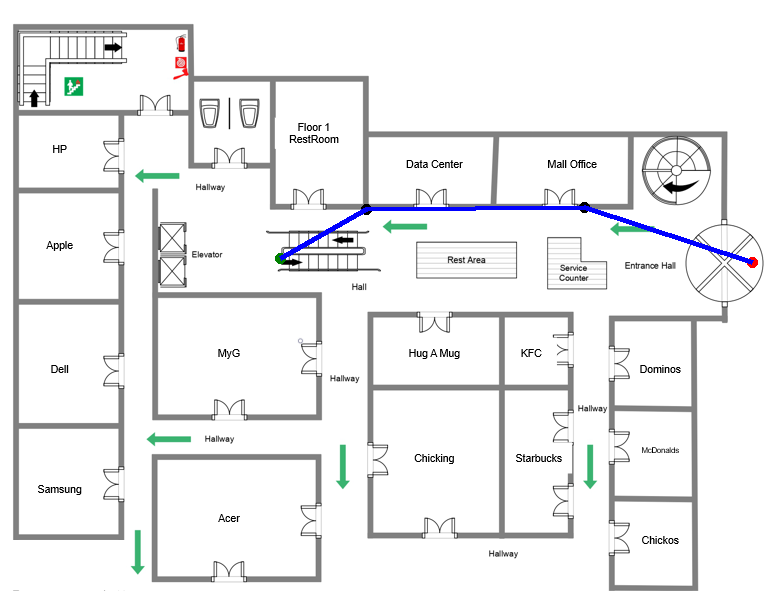 Floor 1
RestRoom
HP
Data Center
Mall Office
Hallway
Apple
Elevator
Rest Area
Service
Counter
Entrance Hall
Hall
MyG
Hug A Mug
KFC
Dell
Dominos
Hallway
Hallway
Hallway
McDonalds
Chicking
Starbucks
Samsung
Acer
Chickos
Hallway